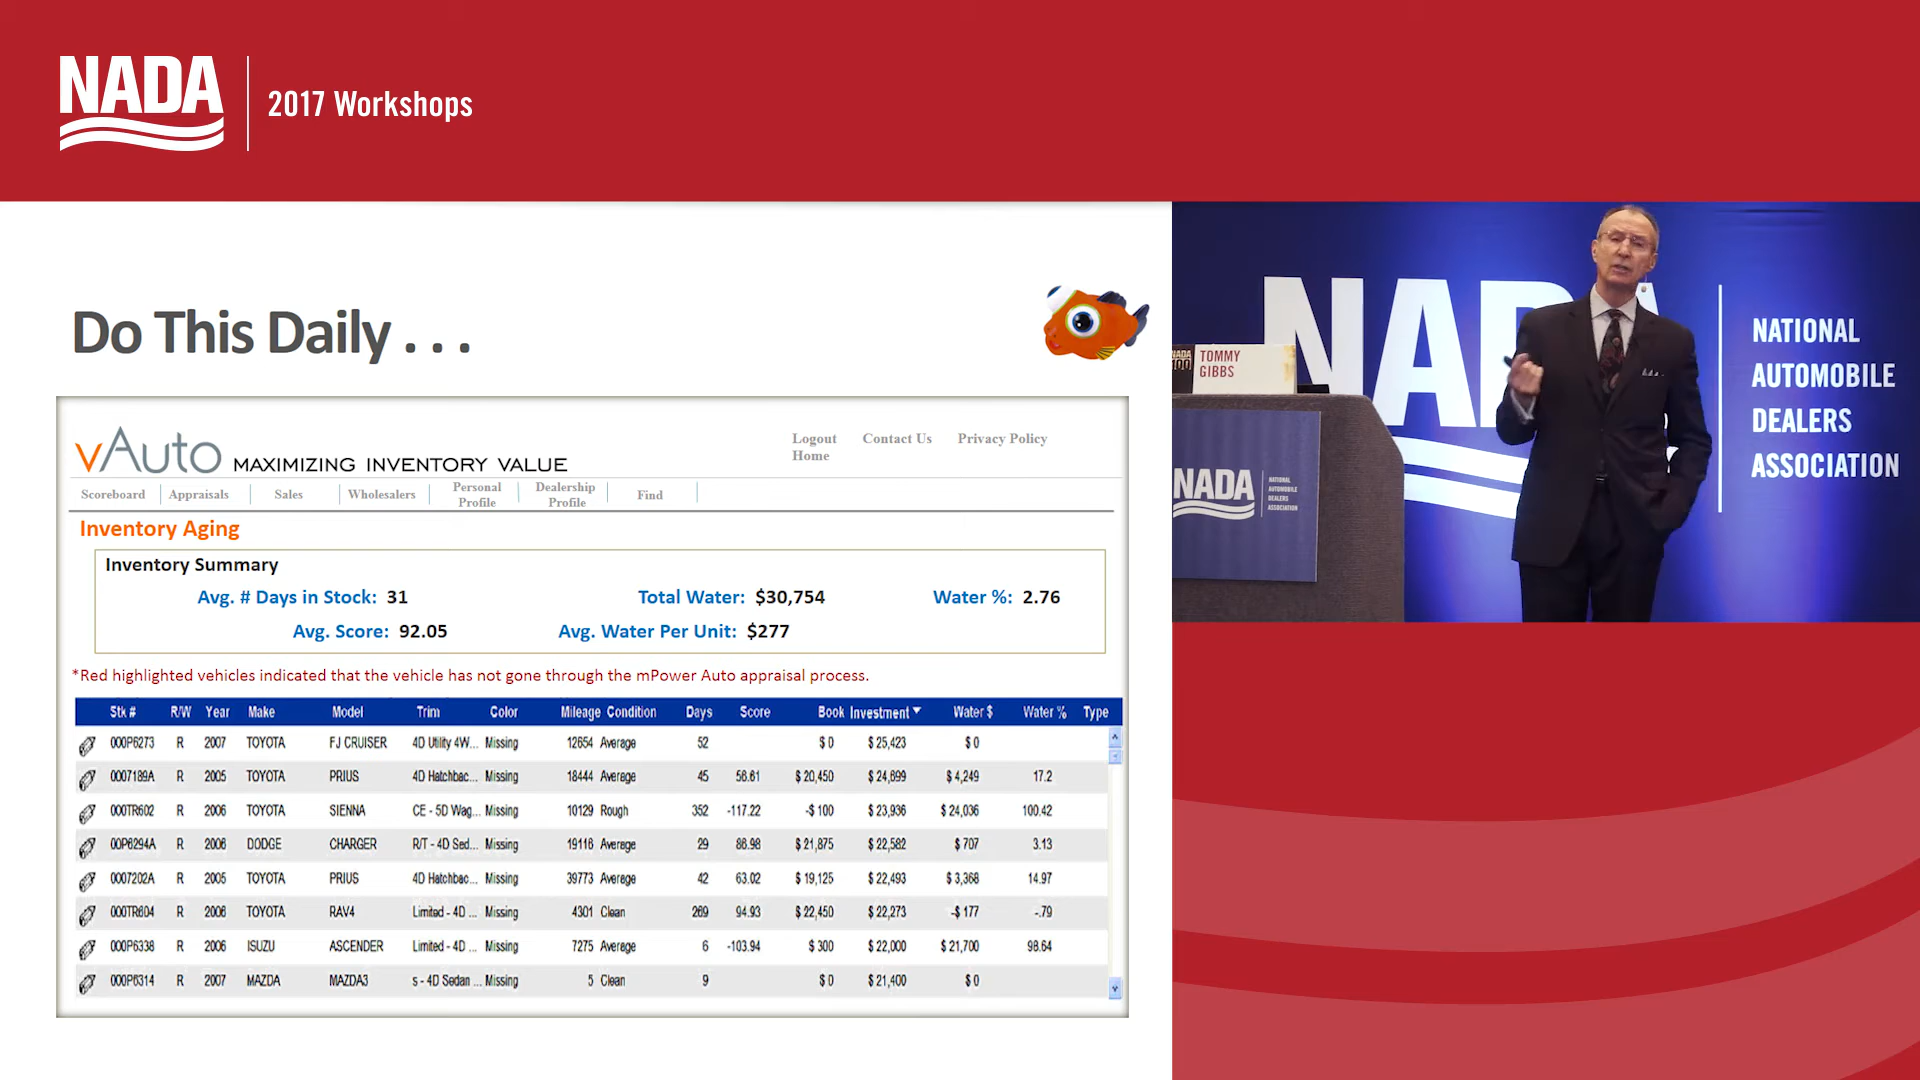 NADA
2017 Workshops
Do This Daily . . .
vAuto MAXIMIZING INVENTORY VALUE
Logout Contact Us Privacy Policy
Home
Scoreboard Appraisals Sales Wholesalers Personal Profile Dealership Profile Find
Inventory Aging
Inventory Summary
Avg. # Days in Stock: 31 Total Water: $30,754 Water %: 2.76
Avg. Score: 92.05 Avg. Water Per Unit: $277
*Red highlighted vehicles indicated that the vehicle has not gone through the mPower Auto appraisal process.
Stk # R/W Year Make Model Trim Color Mileage Condition Days Score Book Investment Water $ Water % Type
000P6273 R 2007 TOYOTA FJ CRUISER 4D Utility 4W... Missing 12654 Average 52 $ 0 $ 25,423 $ 0
0007189A R 2005 TOYOTA PRIUS 4D Hatchbac... Missing 18444 Average 45 56.61 $ 20,450 $ 24,699 $ 4,249 17.2
000TR602 R 2006 TOYOTA SIENNA CE - 5D Wag... Missing 10129 Rough 352 -117.22 -$ 100 $ 23,936 $ 24,036 100.42
00P6294A R 2006 DODGE CHARGER R/T - 4D Sed... Missing 19116 Average 29 86.98 $ 21,875 $ 22,582 $ 707 3.13
0007202A R 2005 TOYOTA PRIUS 4D Hatchbac... Missing 39773 Average 42 63.02 $ 19,125 $ 22,493 $ 3,368 14.97
000TR604 R 2006 TOYOTA RAV4 Limited - 4D ... Missing 4301 Clean 269 94.93 $ 22,450 $ 22,273 -$ 177 -.79
000P6338 R 2006 ISUZU ASCENDER Limited - 4D ... Missing 7275 Average 6 -103.94 $ 300 $ 22,000 $ 21,700 98.64
000P6314 R 2007 MAZDA MAZDA3 s - 4D Sedan ... Missing 5 Clean 9 $ 0 $ 21,400 $ 0
NADA
NATIONAL
AUTOMOBILE
DEALERS
ASSOCIATION
NADA
100
TOMMY
GIBBS
NADA
NATIONAL
AUTOMOBILE
DEALERS
ASSOCIATION